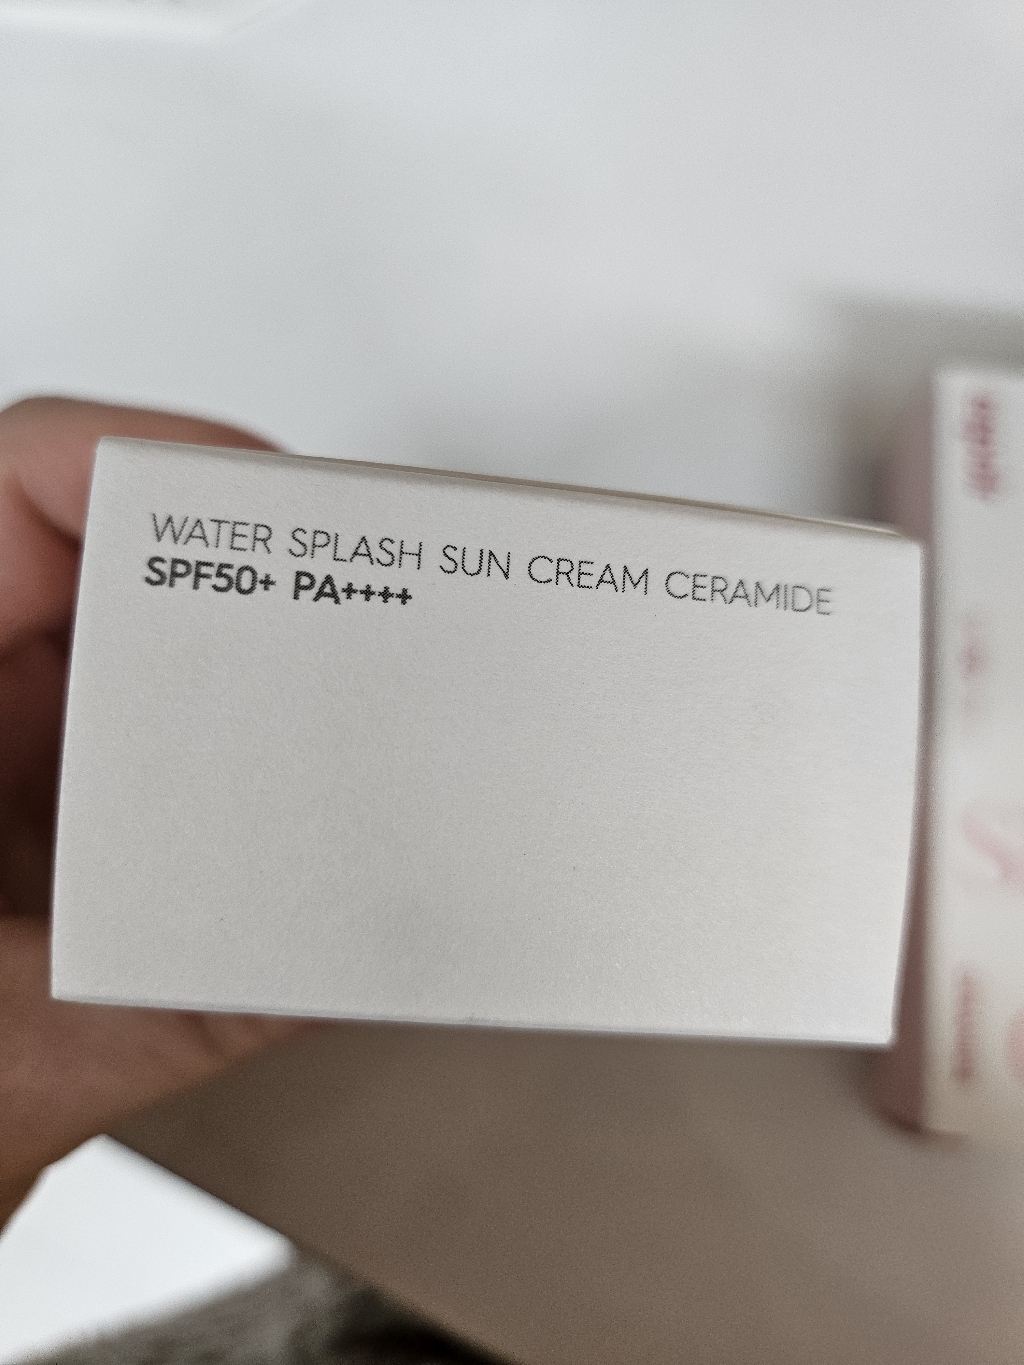 WATER SPLASH SUN CREAM CERAMIDE
SPF50+ PA++++